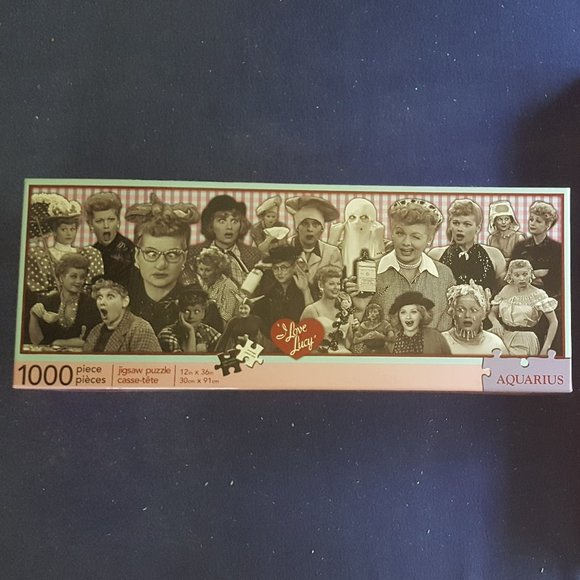 'I Love
Lucy'
1000 piece
pièces
jigsaw puzzle
casse-tête
12in x 36in
30cm x 91cm
AQUARIUS